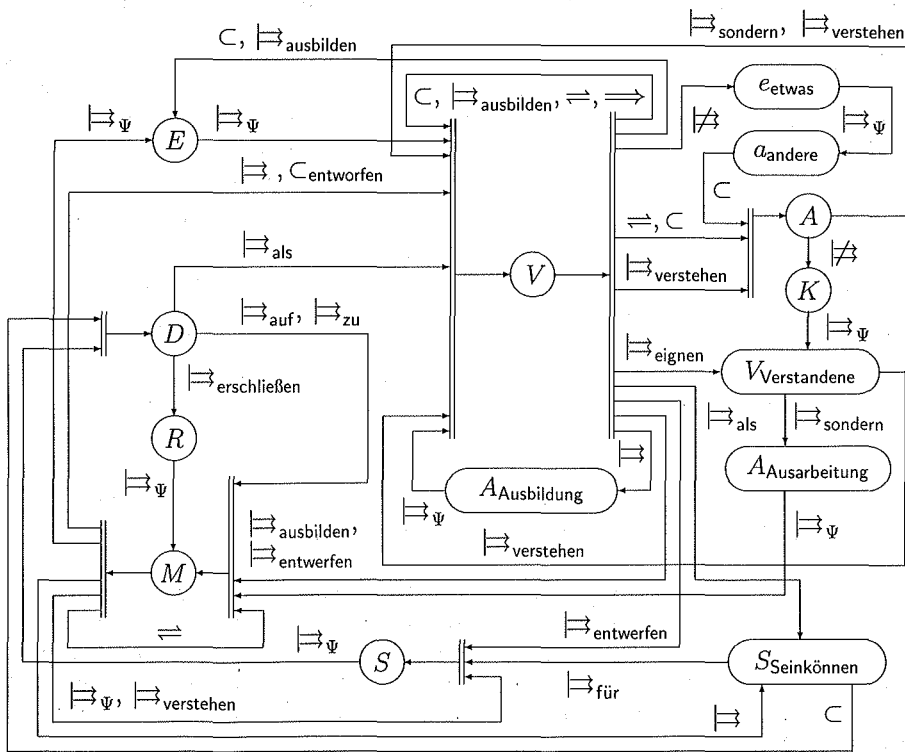 ⊂, ⊨⇒ausbilden
⊨⇒sondern, ⊨⇒verstehen
⊂, ⊨⇒ausbilden, ⇌, ⟹
eetwas
⊨⇏
⊨⇒Ψ
⊨⇒Ψ
⊨⇒Ψ
E
aandere
⊨⇒, ⊂entworfen
⊂
⇌, ⊂
A
⊨⇒als
⊨⇏
V
⊨⇒verstehen
K
⊨⇒auf, ⊨⇒zu
D
⊨⇒Ψ
⊨⇒eignen
⊨⇒erschließen
VVerstandene
⊨⇒als
⊨⇒sondern
R
⊨⇒
AAusarbeitung
⊨⇒Ψ
AAusbildung
⊨⇒Ψ
⊨⇒ausbilden,
⊨⇒Ψ
⊨⇒entwerfen
⊨⇒verstehen
M
⇌
⊨⇒Ψ
⊨⇒entwerfen
S
SSeinkönnen
⊨⇒für
⊨⇒Ψ, ⊨⇒verstehen
⊨⇒
⊂